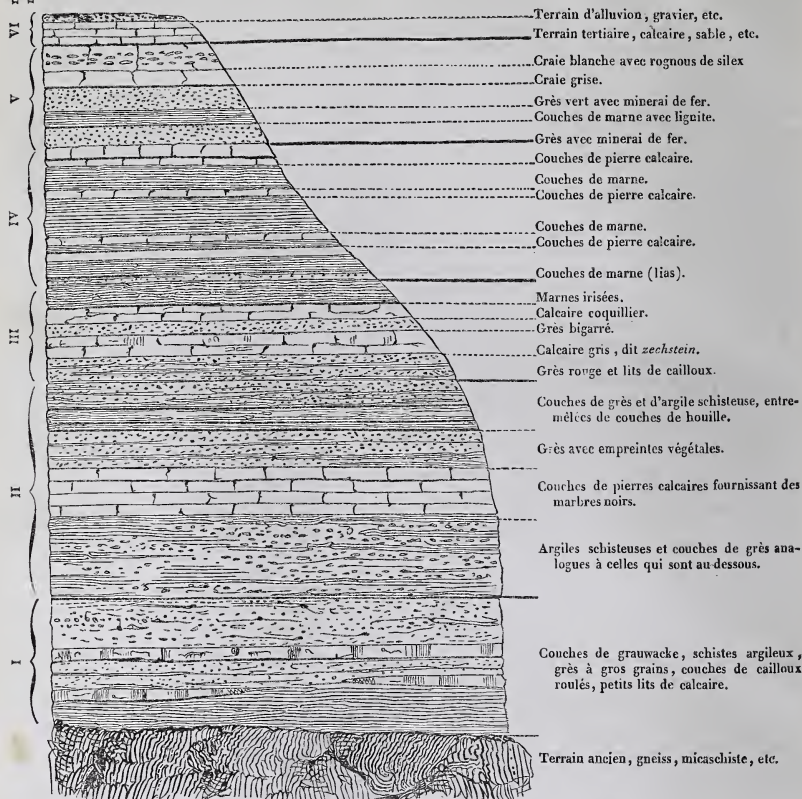 VI
Terrain d'alluvion, gravier, etc.
Terrain tertiaire, calcaire, sable, etc.
Craie blanche avec rognous de silex
Craie grise.
V
Grès vert avec minerai de fer.
Couches de marne avec lignite.
Grès avec minerai de fer.
Couches de pierre calcaire.
Couches de marne.
Couches de pierre calcaire.
IV
Couches de marne.
Couches de pierre calcaire.
Couches de marne (lias).
Marnes irisées.
Calcaire coquillier.
III
Grès bigarré.
Calcaire gris, dit zechstein.
Grès rouge et lits de cailloux.
Couches de grès et d'argile schisteuse, entre-
mêlées de couches de houille.
Grès avec empreintes végétales.
II
Couches de pierres calcaires fournissant des
marbres noirs.
Argiles schisteuses et couches de grès ana-
logues à celles qui sont au-dessous.
I
Couches de grauwacke, schistes argileux,
grès à gros grains, couches de cailloux
roulés, petits lits de calcaire.
Terrain ancien, gneiss, micaschiste, etc.